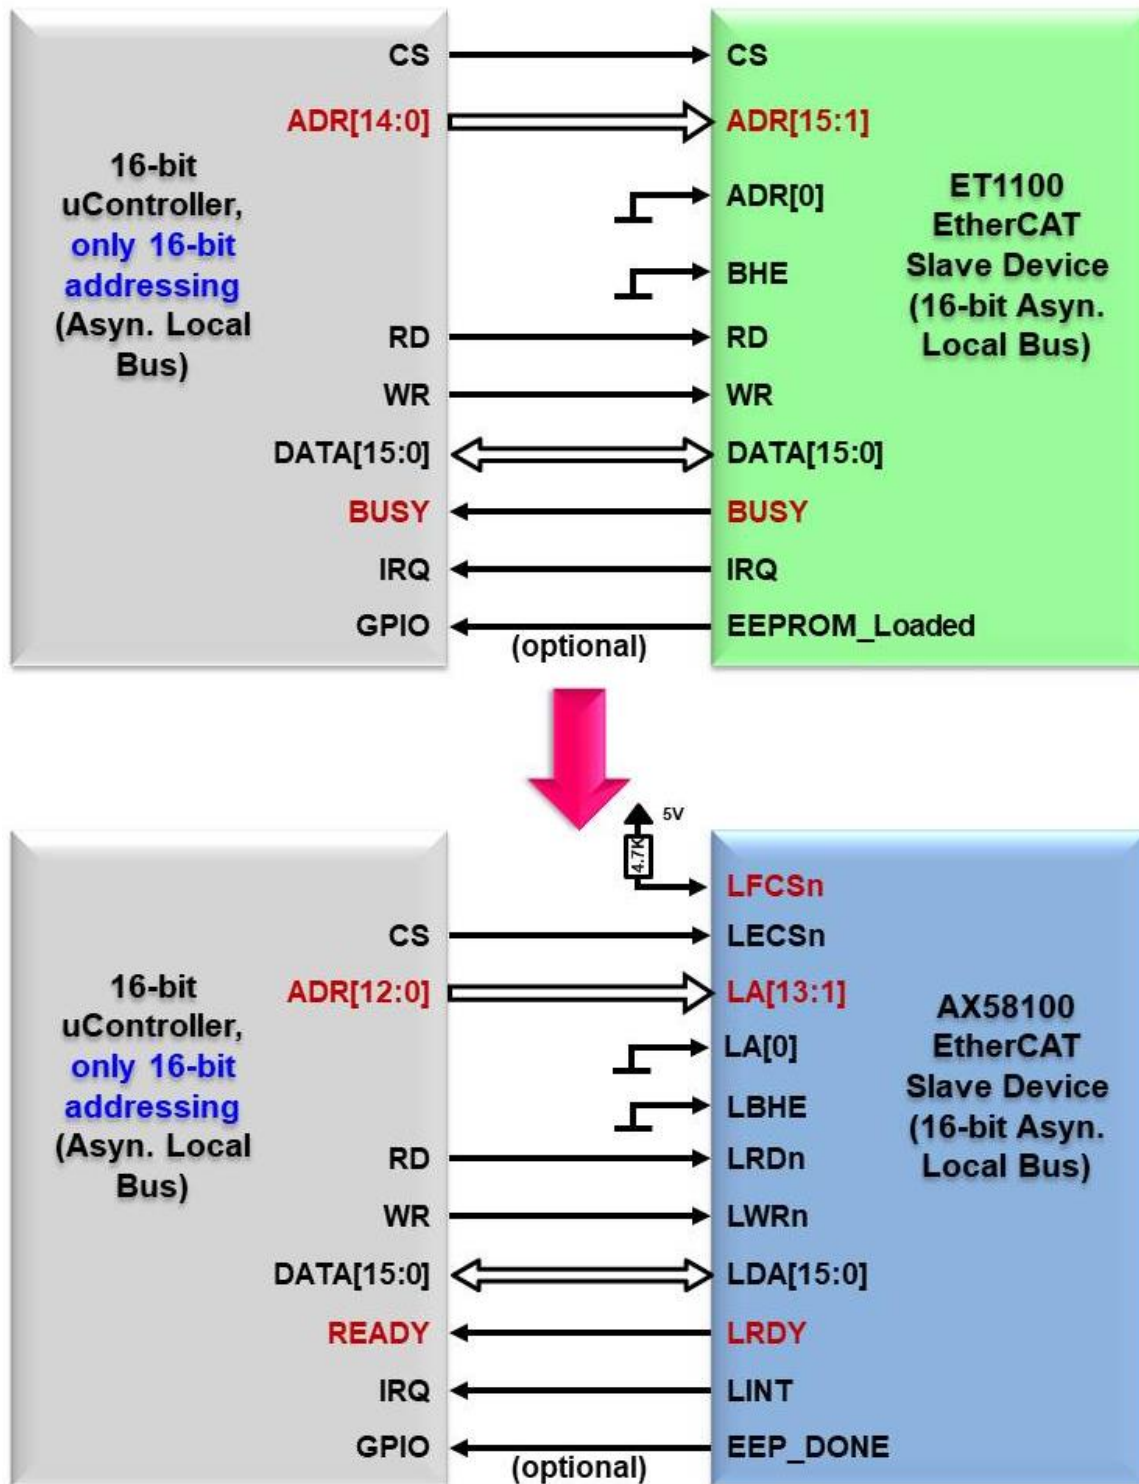 CS
CS
ADR[14:0]
ADR[15:1]
16-bit
uController,
only 16-bit
addressing
(Asyn. Local
Bus)
ADR[0]
ET1100
EtherCAT
Slave Device
(16-bit Asyn.
Local Bus)
BHE
RD
RD
WR
WR
DATA[15:0]
DATA[15:0]
BUSY
BUSY
IRQ
IRQ
GPIO
(optional)
EEPROM_Loaded
5V
4.7K
LFCSn
CS
LECSn
ADR[12:0]
LA[13:1]
16-bit
uController,
only 16-bit
addressing
(Asyn. Local
Bus)
LA[0]
AX58100
EtherCAT
Slave Device
(16-bit Asyn.
Local Bus)
LBHE
RD
LRDn
WR
LWRn
DATA[15:0]
LDA[15:0]
READY
LRDY
IRQ
LINT
GPIO
(optional)
EEP_DONE